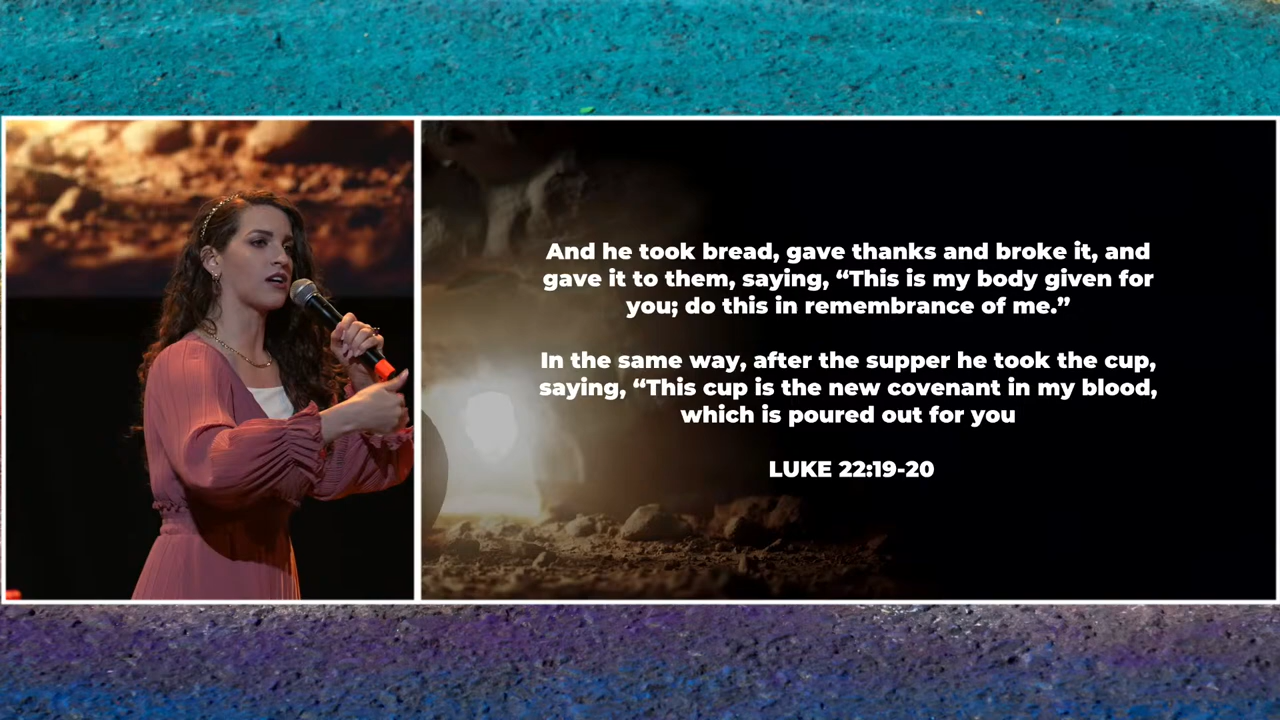 And he took bread, gave thanks and broke it, and
gave it to them, saying, “This is my body given for
you; do this in remembrance of me.”
In the same way, after the supper he took the cup,
saying, “This cup is the new covenant in my blood,
which is poured out for you
LUKE 22:19-20